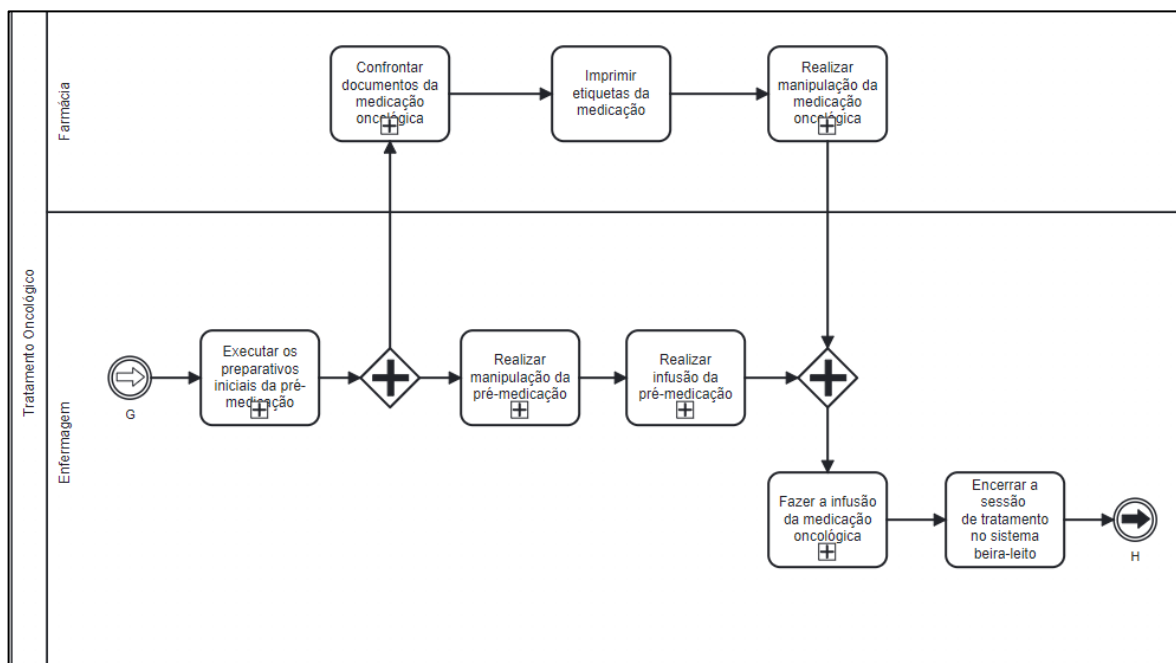 Tratamento Oncológico
Farmácia
Confrontar
documentos da
medicação
oncológica
Imprimir
etiquetas da
medicação
Realizar
manipulação da
medicação
oncológica
Enfermagem
G
Executar os
preparativos
iniciais da pré-
medicação
Realizar
manipulação da
pré-medicação
Realizar
infusão da
pré-medicação
Fazer a infusão
da medicação
oncológica
Encerrar a
sessão
de tratamento
no sistema
beira-leito
H